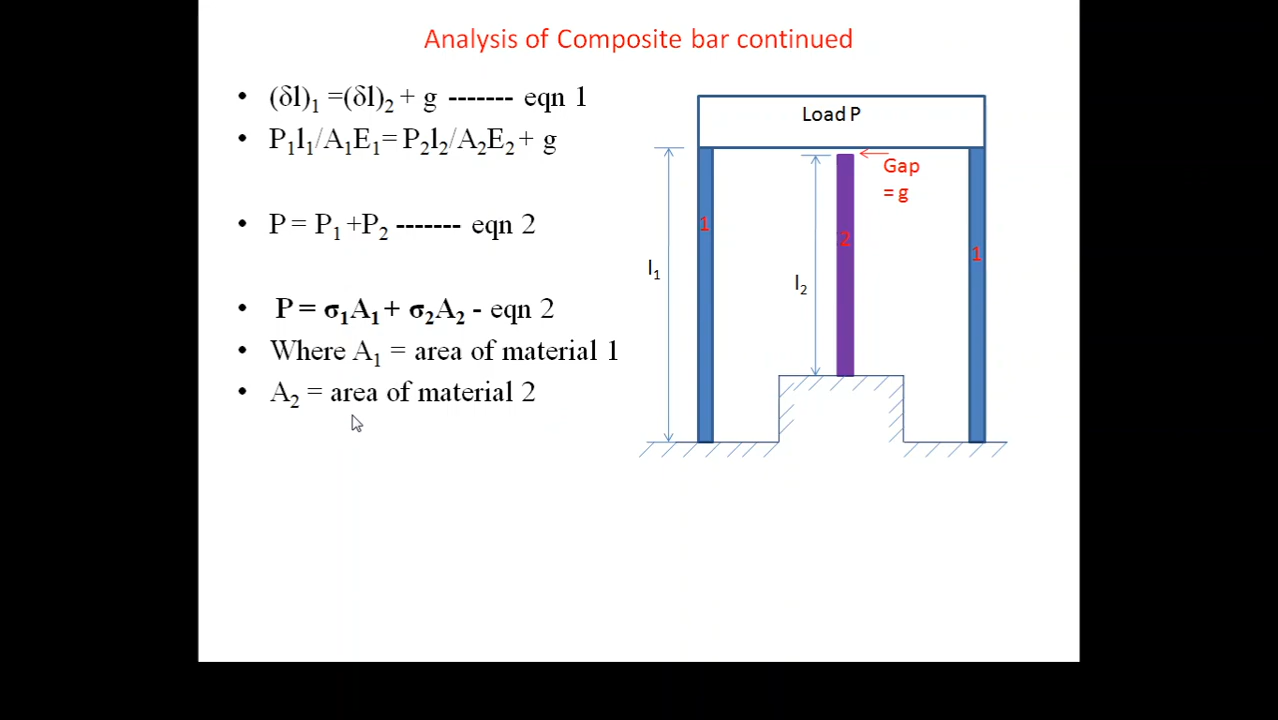 Analysis of Composite bar continued
• (δl)₁ =(δl)₂ + g ------- eqn 1
• P₁l₁/A₁E₁= P₂l₂/A₂E₂ + g
• P = P₁ +P₂ ------- eqn 2
• P = σ₁A₁ + σ₂A₂ - eqn 2
• Where A₁ = area of material 1
• A₂ = area of material 2
Load P
Gap
= g
1
2
1
l₁
l₂